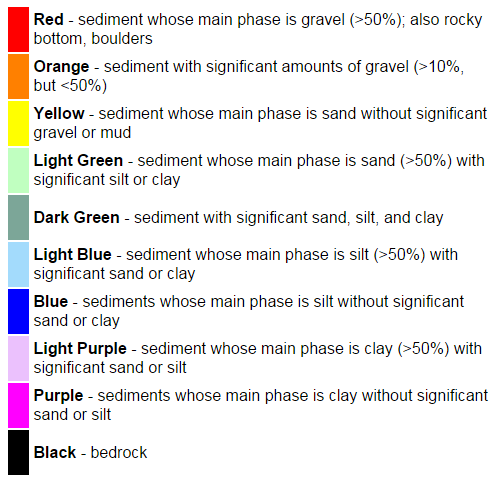 Red - sediment whose main phase is gravel (>50%); also rocky
bottom, boulders
Orange - sediment with significant amounts of gravel (>10%,
but <50%)
Yellow - sediment whose main phase is sand without significant
gravel or mud
Light Green - sediment whose main phase is sand (>50%) with
significant silt or clay
Dark Green - sediment with significant sand, silt, and clay
Light Blue - sediment whose main phase is silt (>50%) with
significant sand or clay
Blue - sediments whose main phase is silt without significant
sand or clay
Light Purple - sediment whose main phase is clay (>50%) with
significant sand or silt
Purple - sediments whose main phase is clay without significant
sand or silt
Black - bedrock